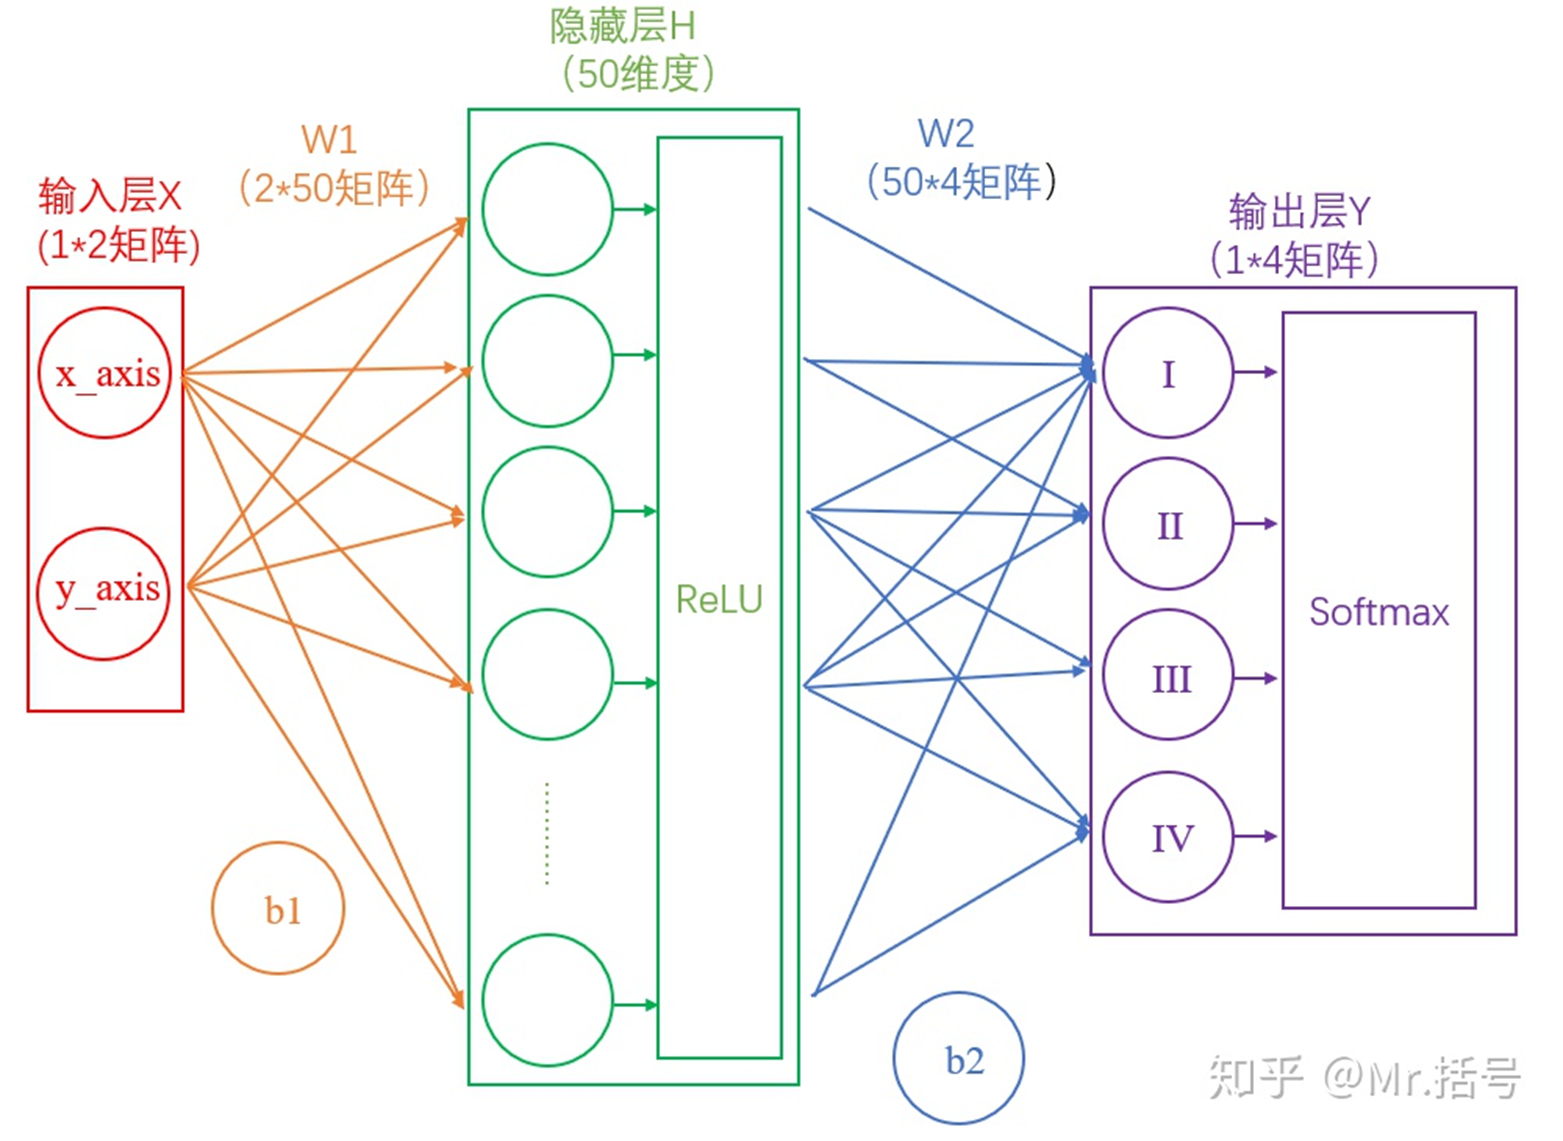 隐藏层H
（50维度）
W1
（2*50矩阵）
W2
（50*4矩阵）
输入层X
(1*2矩阵)
输出层Y
（1*4矩阵）
x_axis
y_axis
ReLU
I
II
III
IV
Softmax
b1
b2
知乎 @Mr.括号